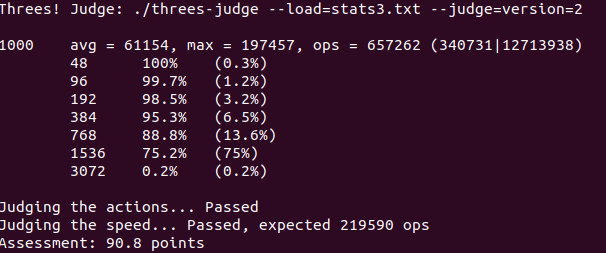 Threes! Judge: ./threes-judge --load=stats3.txt --judge=version=2
1000 avg = 61154, max = 197457, ops = 657262 (340731|12713938)
48 100% (0.3%)
96 99.7% (1.2%)
192 98.5% (3.2%)
384 95.3% (6.5%)
768 88.8% (13.6%)
1536 75.2% (75%)
3072 0.2% (0.2%)
Judging the actions... Passed
Judging the speed... Passed, expected 219590 ops
Assessment: 90.8 points